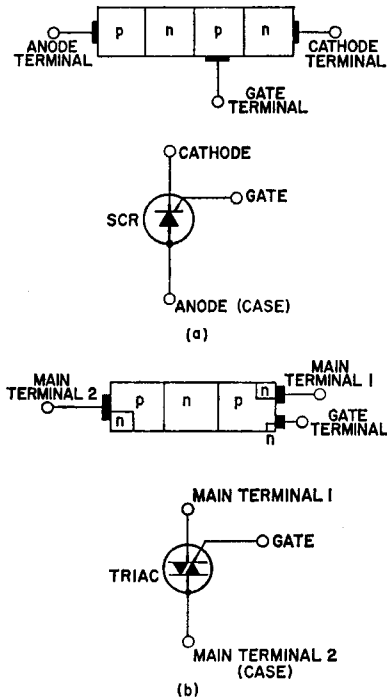 p n p n
ANODE
TERMINAL
CATHODE
TERMINAL
GATE
TERMINAL
CATHODE
GATE
SCR
ANODE (CASE)
(a)
MAIN
TERMINAL 2
MAIN
TERMINAL 1
p n p n
n
GATE
TERMINAL
n
MAIN TERMINAL 1
GATE
TRIAC
MAIN TERMINAL 2
(CASE)
(b)